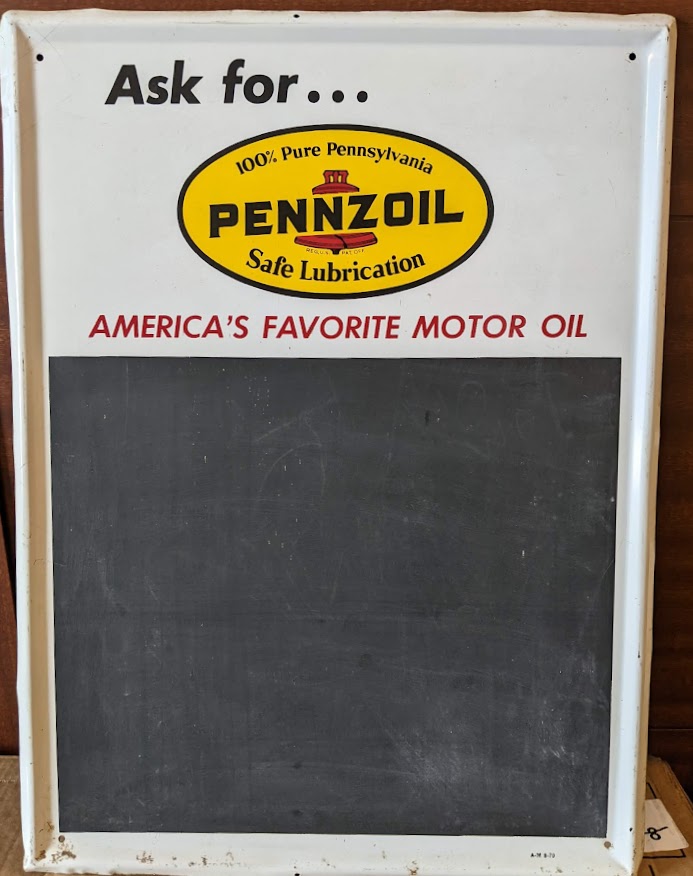 Ask for...
100% Pure Pennsylvania
PENNZOIL
Safe Lubrication
AMERICA'S FAVORITE MOTOR OIL